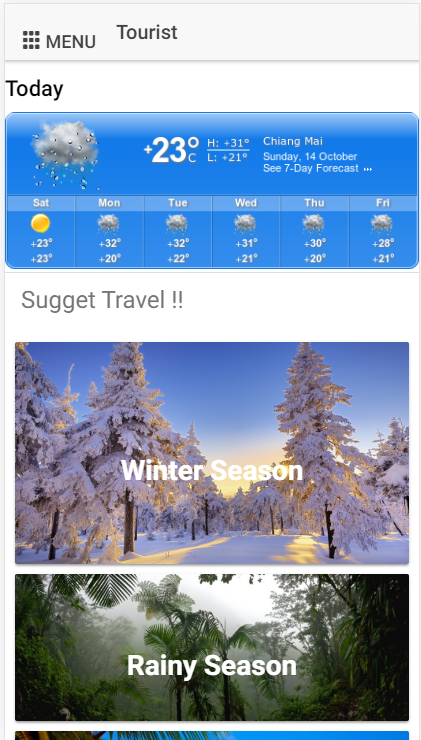 MENU Tourist
Today
+23° C H: +31° L: +21° Chiang Mai
Sunday, 14 October
See 7-Day Forecast ...
Sat Mon Tue Wed Thu Fri
+23° +32° +32° +31° +30° +28°
+23° +20° +22° +21° +20° +21°
Sugget Travel !!
Winter Season
Rainy Season